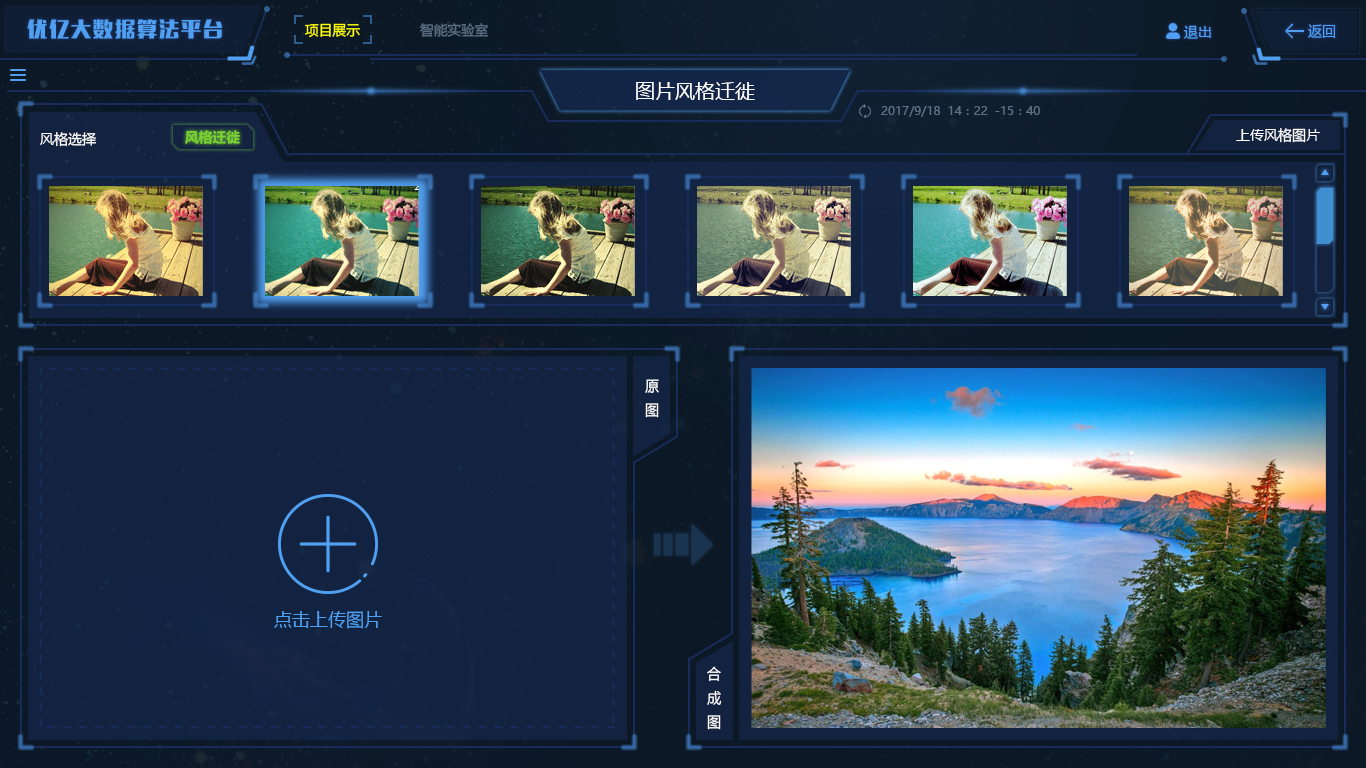 优亿大数据算法平台
项目展示
智能实验室
退出
返回
图片风格迁徙
2017/9/18 14 : 22 -15 : 40
风格选择
风格迁徙
上传风格图片
原图
点击上传图片
合成图